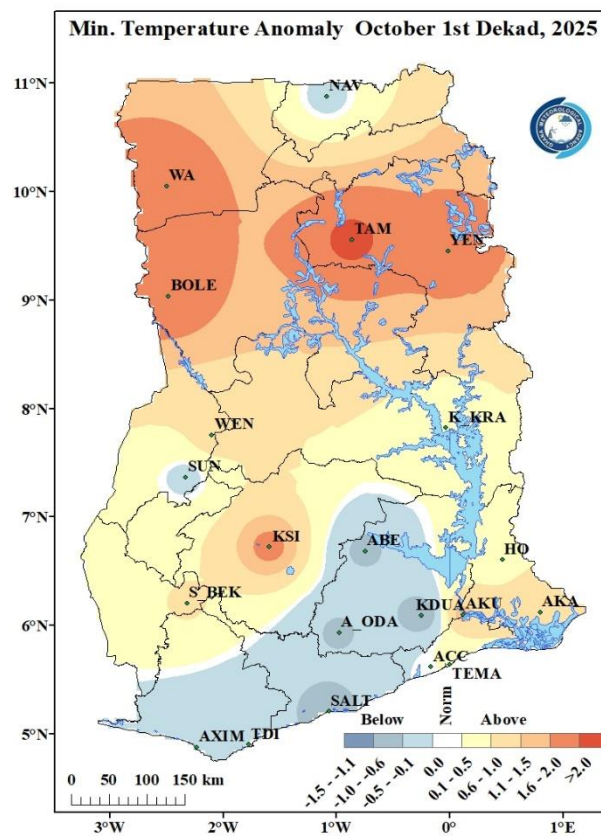 Min. Temperature Anomaly October 1st Dekad, 2025
11°N
NAV
GHANA METEOROLOGICAL AGENCY
WA
10°N
TAM
YEN
BOLE
9°N
8°N
K_KRA
WEN
SUN
7°N
KSI
ABE
HO
S_BEK
KDUA
AKU
AKA
6°N
A_ODA
ACC
TEMA
SALT
5°N
AXIM
TDI
Below
Norm
Above
0 50 100 150 km
-1.5 - -1.1
-1.0 - -0.6
-0.5 - -0.1
0.0
0.1 - 0.5
0.6 - 1.0
1.1 - 1.5
1.6 - 2.0
>2.0
3°W
2°W
1°W
0°
1°E